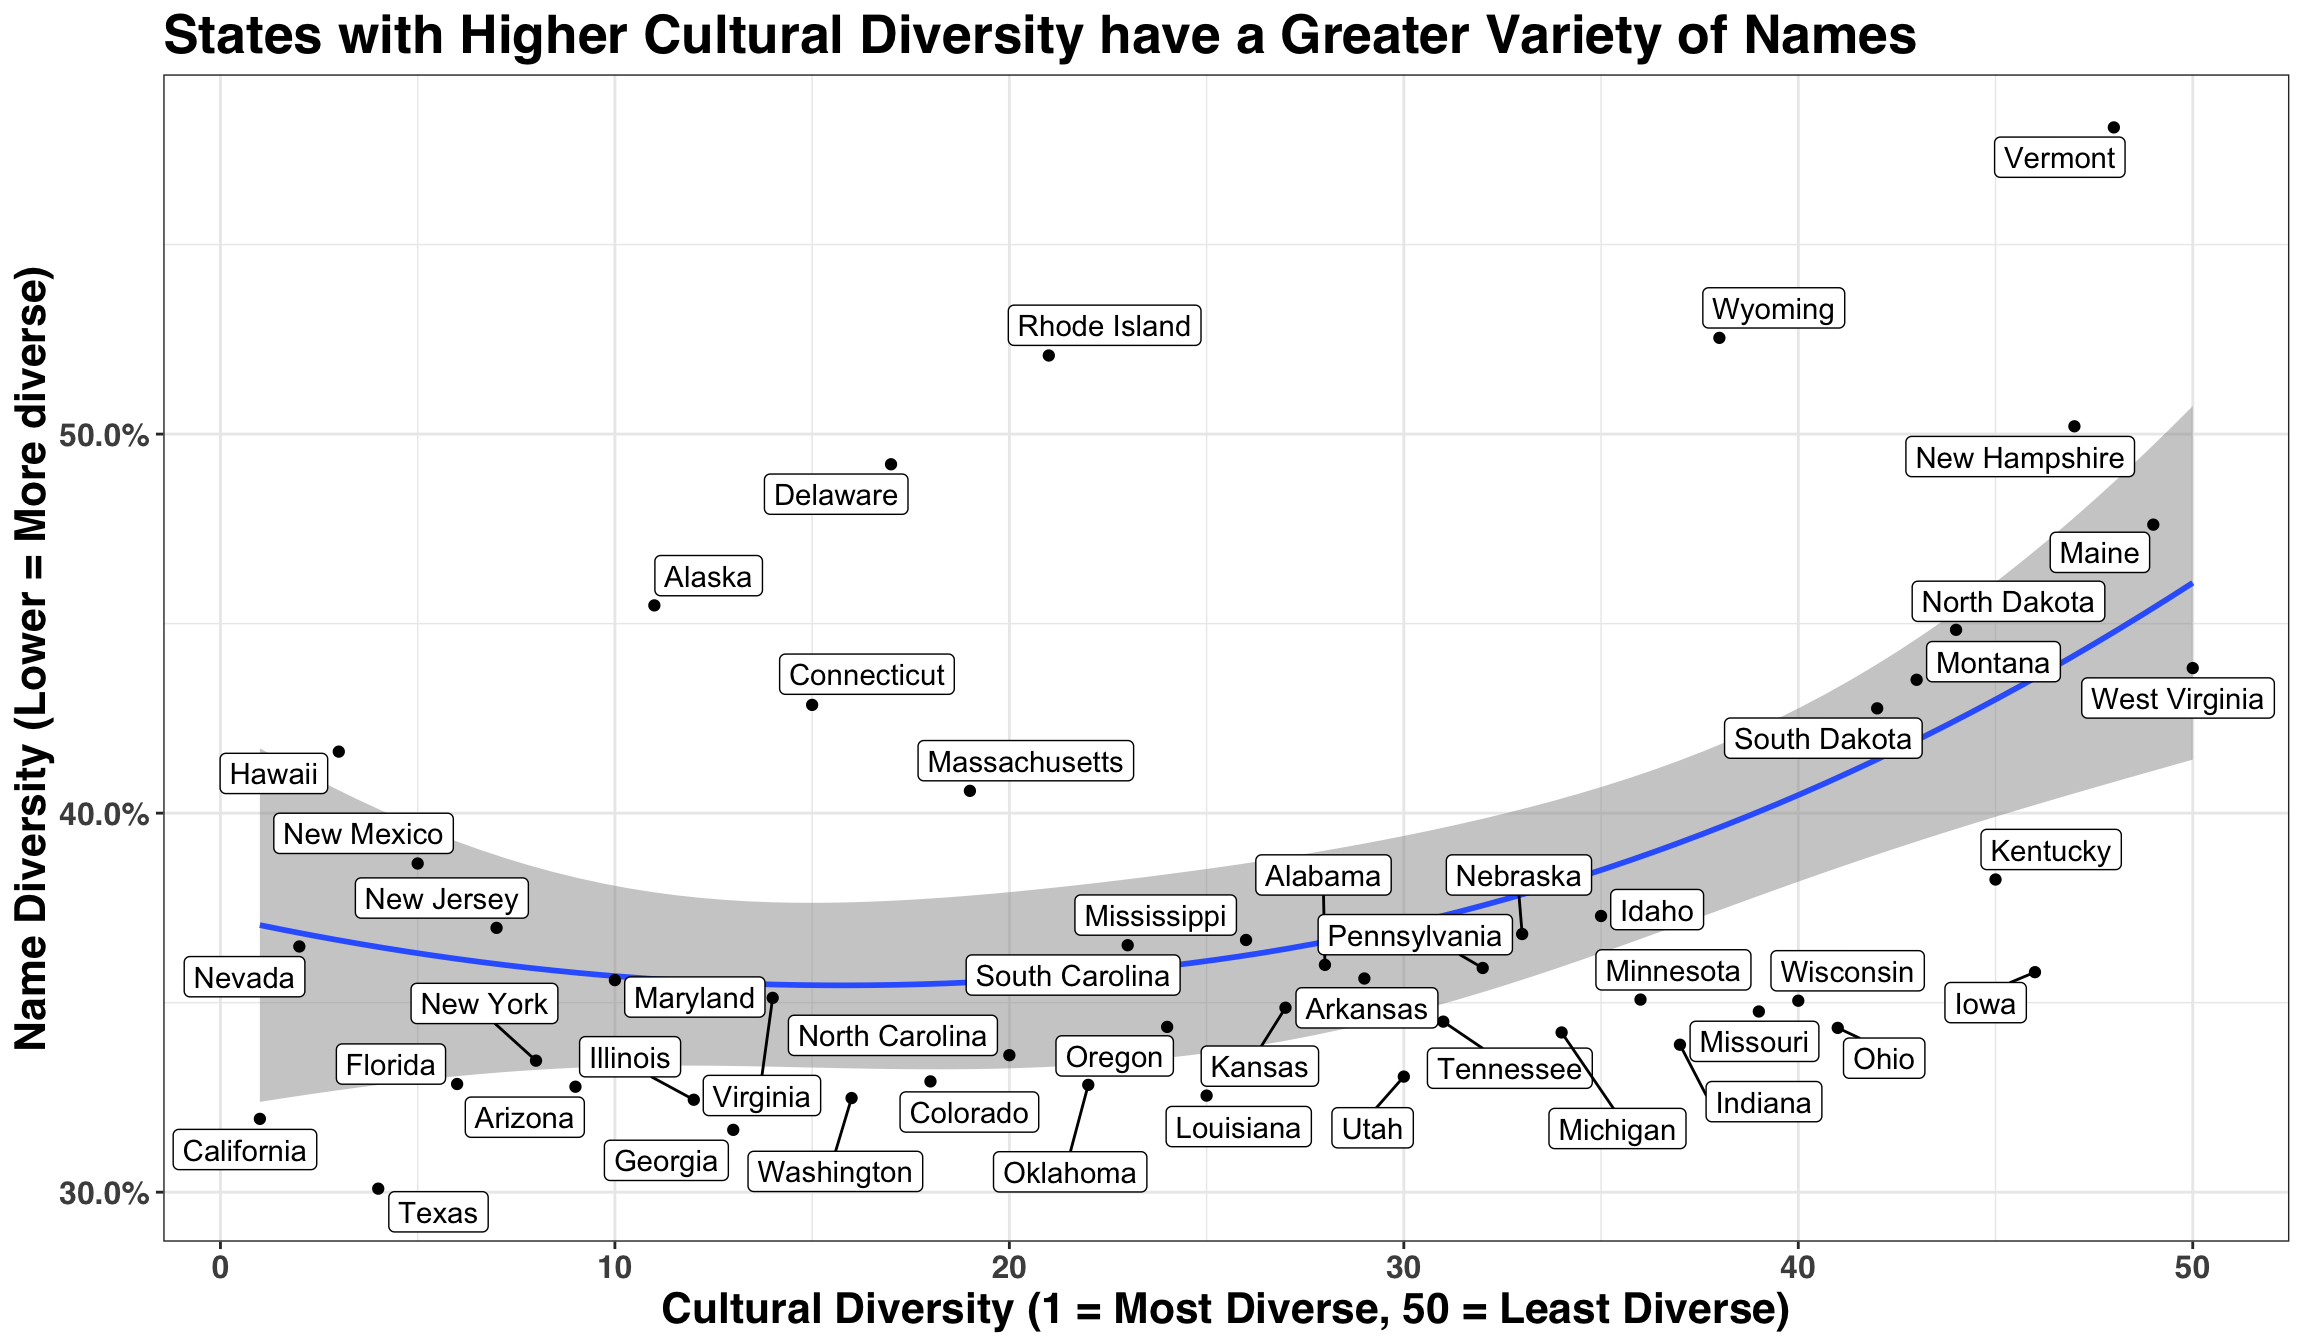 States with Higher Cultural Diversity have a Greater Variety of Names
Name Diversity (Lower = More diverse)
50.0%
40.0%
30.0%
Vermont
Wyoming
Rhode Island
New Hampshire
Delaware
Maine
Alaska
North Dakota
Montana
Connecticut
West Virginia
South Dakota
Massachusetts
Hawaii
New Mexico
Kentucky
Alabama
Nebraska
New Jersey
Idaho
Mississippi
Pennsylvania
Nevada
South Carolina
Minnesota
Wisconsin
Maryland
New York
Iowa
Arkansas
North Carolina
Missouri
Illinois
Oregon
Ohio
Florida
Kansas
Tennessee
Virginia
Indiana
Arizona
Colorado
Louisiana
Utah
Michigan
California
Georgia
Washington
Oklahoma
Texas
0 10 20 30 40 50
Cultural Diversity (1 = Most Diverse, 50 = Least Diverse)